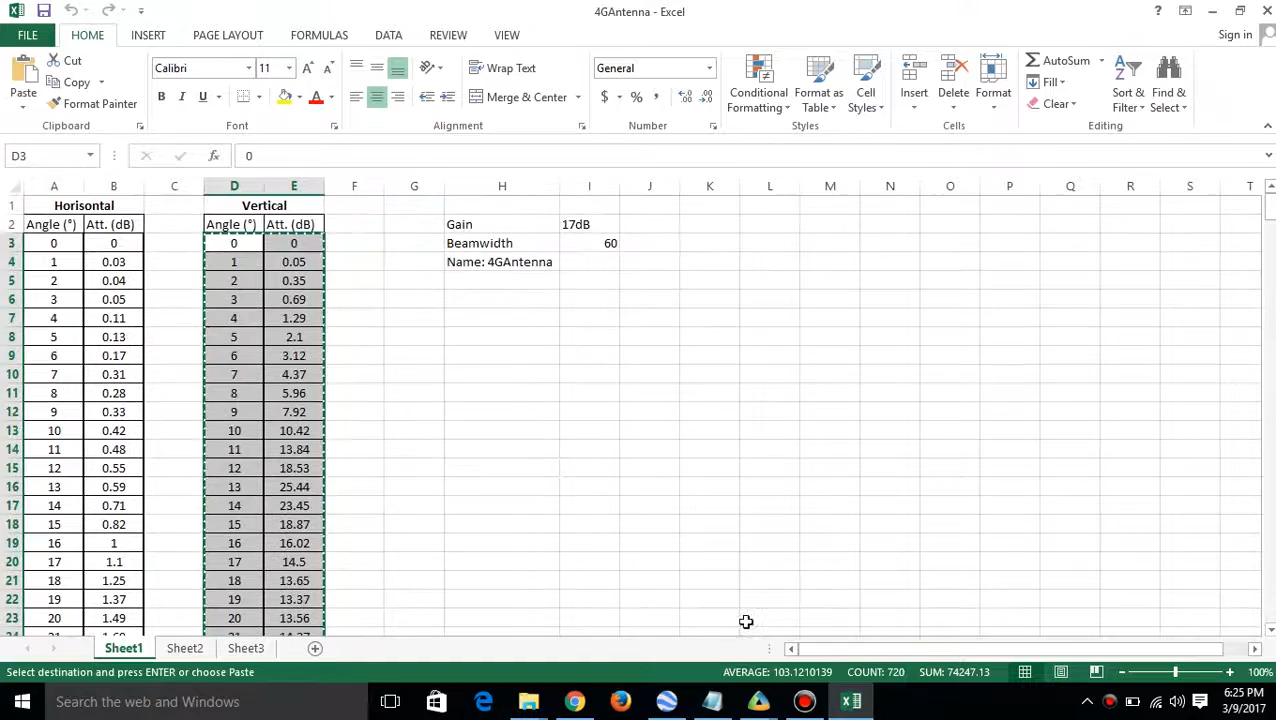 4GAntenna - Excel
Sign in
FILE HOME INSERT PAGE LAYOUT FORMULAS DATA REVIEW VIEW
Paste Cut Copy Format Painter
Clipboard
Calibri 11
B I U
Font
Wrap Text
Merge & Center
Alignment
General
$ % ,
Number
Conditional Formatting Format as Table Cell Styles
Styles
Insert Delete Format
Cells
AutoSum Fill Clear Sort & Filter Find & Select
Editing
D3 fx 0
A B C D E F G H I J K L M N O P Q R S T
1 Horisontal Vertical
2 Angle (°) Att. (dB) Angle (°) Att. (dB) Gain 17dB
3 0 0 0 0 Beamwidth 60
4 1 0.03 1 0.05 Name: 4GAntenna
5 2 0.04 2 0.35
6 3 0.05 3 0.69
7 4 0.11 4 1.29
8 5 0.13 5 2.1
9 6 0.17 6 3.12
10 7 0.31 7 4.37
11 8 0.28 8 5.96
12 9 0.33 9 7.92
13 10 0.42 10 10.42
14 11 0.48 11 13.84
15 12 0.55 12 18.53
16 13 0.59 13 25.44
17 14 0.71 14 23.45
18 15 0.82 15 18.87
19 16 1 16 16.02
20 17 1.1 17 14.5
21 18 1.25 18 13.65
22 19 1.37 19 13.37
23 20 1.49 20 13.56
Sheet1 Sheet2 Sheet3
Select destination and press ENTER or choose Paste AVERAGE: 103.1210139 COUNT: 720 SUM: 74247.13 100%
Search the web and Windows
6:25 PM
3/9/2017